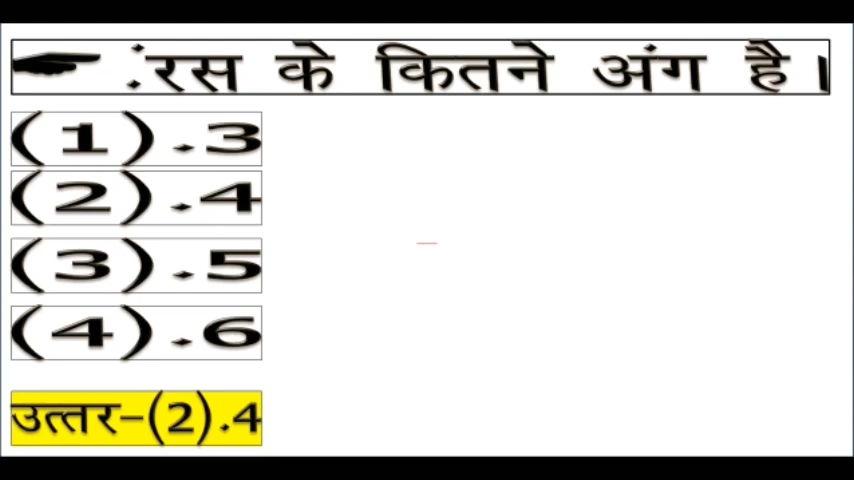 ☛ ंरस के कितने अंग है।
(1).3
(2).4
(3).5
(4).6
उत्तर-(2).4